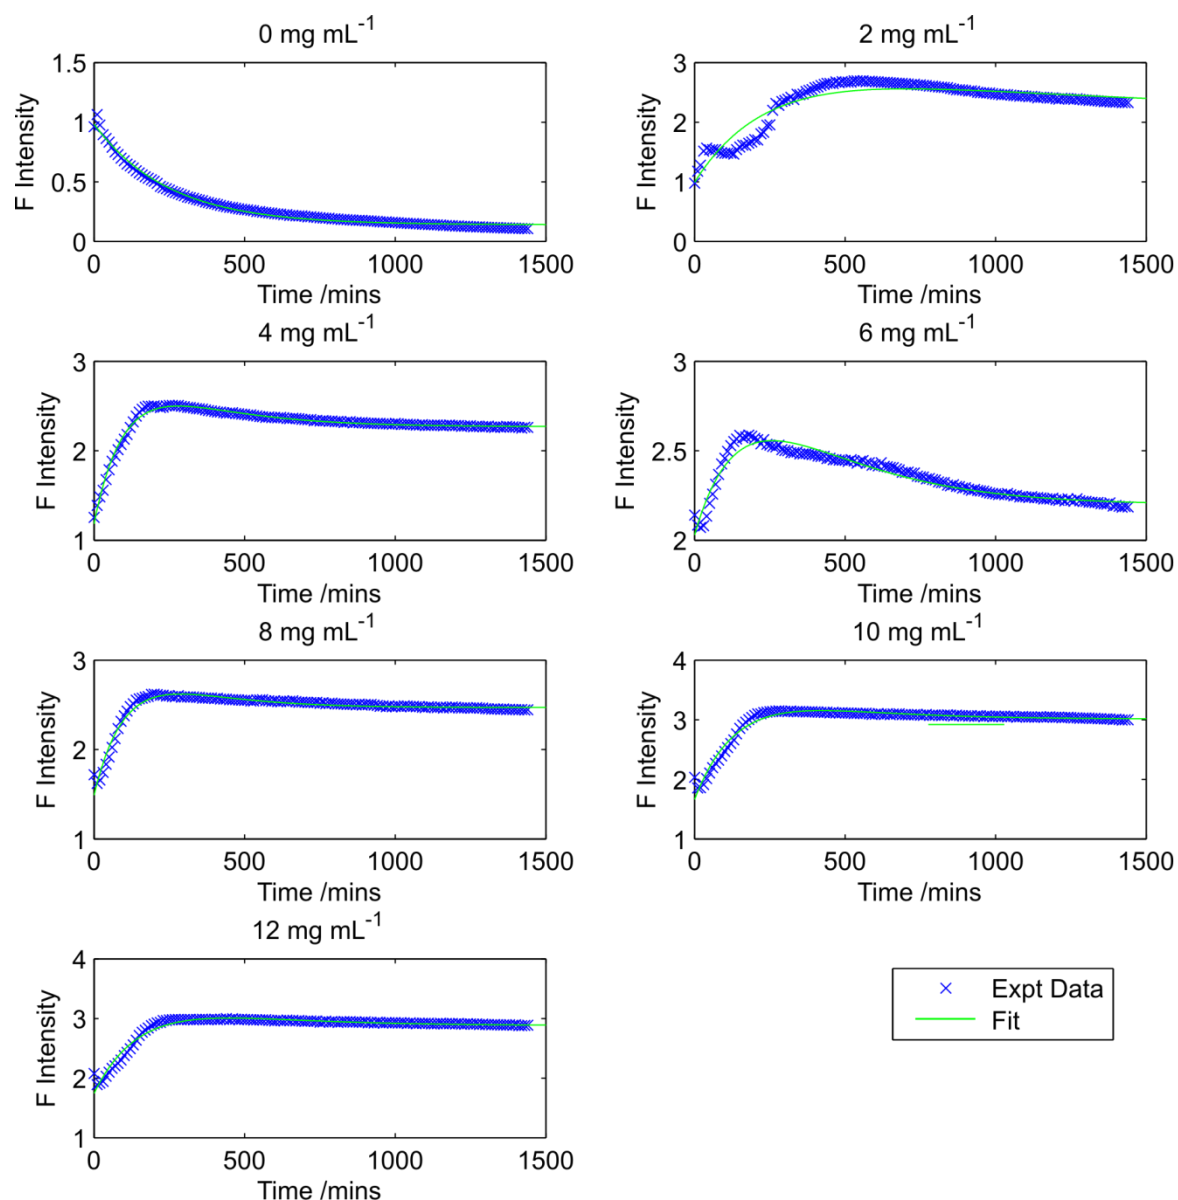 0 mg mL-1
1.5
1
0.5
0
F Intensity
0 500 1000 1500
Time /mins
2 mg mL-1
3
2
1
0
F Intensity
0 500 1000 1500
Time /mins
4 mg mL-1
3
2
1
F Intensity
0 500 1000 1500
Time /mins
6 mg mL-1
3
2.5
2
F Intensity
0 500 1000 1500
Time /mins
8 mg mL-1
3
2
1
F Intensity
0 500 1000 1500
Time /mins
10 mg mL-1
4
3
2
1
F Intensity
0 500 1000 1500
Time /mins
12 mg mL-1
4
3
2
1
F Intensity
0 500 1000 1500
Time /mins
Expt Data
Fit